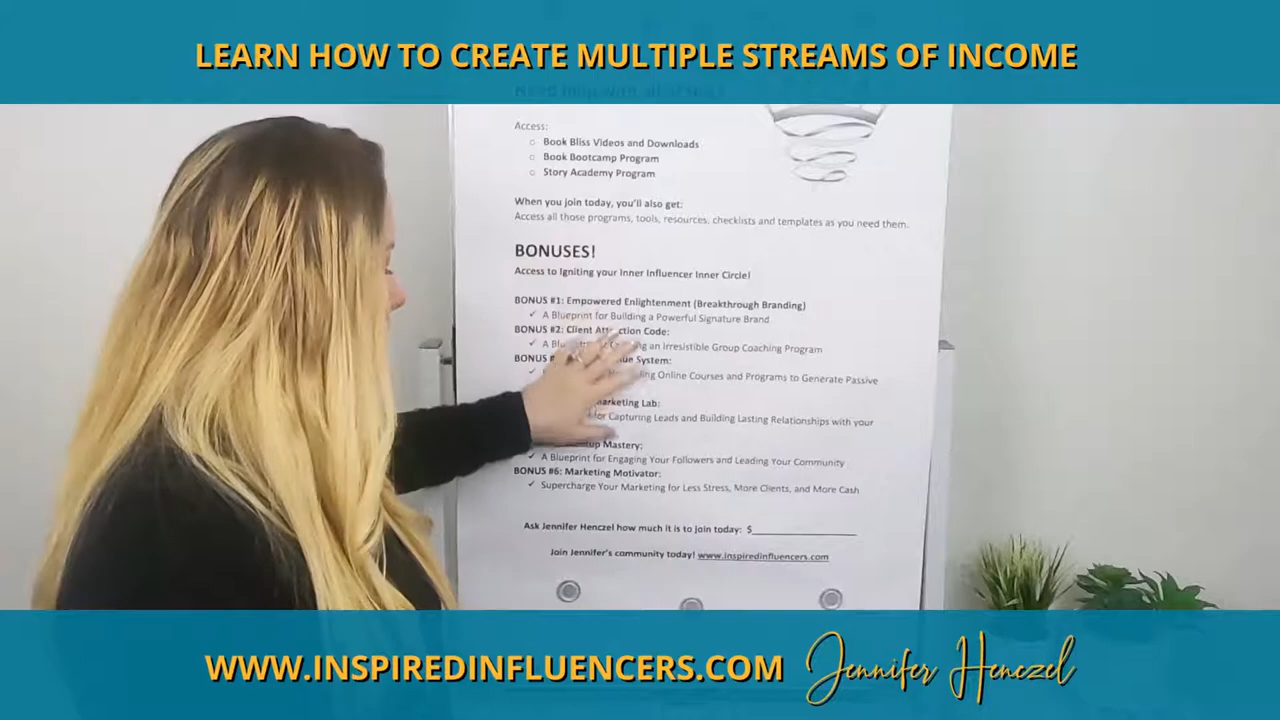 LEARN HOW TO CREATE MULTIPLE STREAMS OF INCOME
Need help with
Access:
Book Bliss Videos and Downloads
Book Bootcamp Program
Story Academy Program
When you join today, you'll also get:
Access all those programs, tools, resources, checklists and templates as you need them.
BONUSES!
Access to Igniting your Inner Influencer Inner Circle!
BONUS #1: Empowered Enlightenment (Breakthrough Branding)
✓ A Blueprint for Building a Powerful Signature Brand
BONUS #2: Client Attraction Code:
✓ A an Irresistible Group Coaching Program
BONUS System:
✓ Online Courses and Programs to Generate Passive
Marketing Lab:
for Capturing Leads and Building Lasting Relationships with your
Mastery:
✓ A Blueprint for Engaging Your Followers and Leading Your Community
BONUS #6: Marketing Motivator:
✓ Supercharge Your Marketing for Less Stress, More Clients, and More Cash
Ask Jennifer Henczel how much it is to join today: $_______________
Join Jennifer's community today! www.inspiredinfluencers.com
WWW.INSPIREDINFLUENCERS.COM Jennifer Henczel